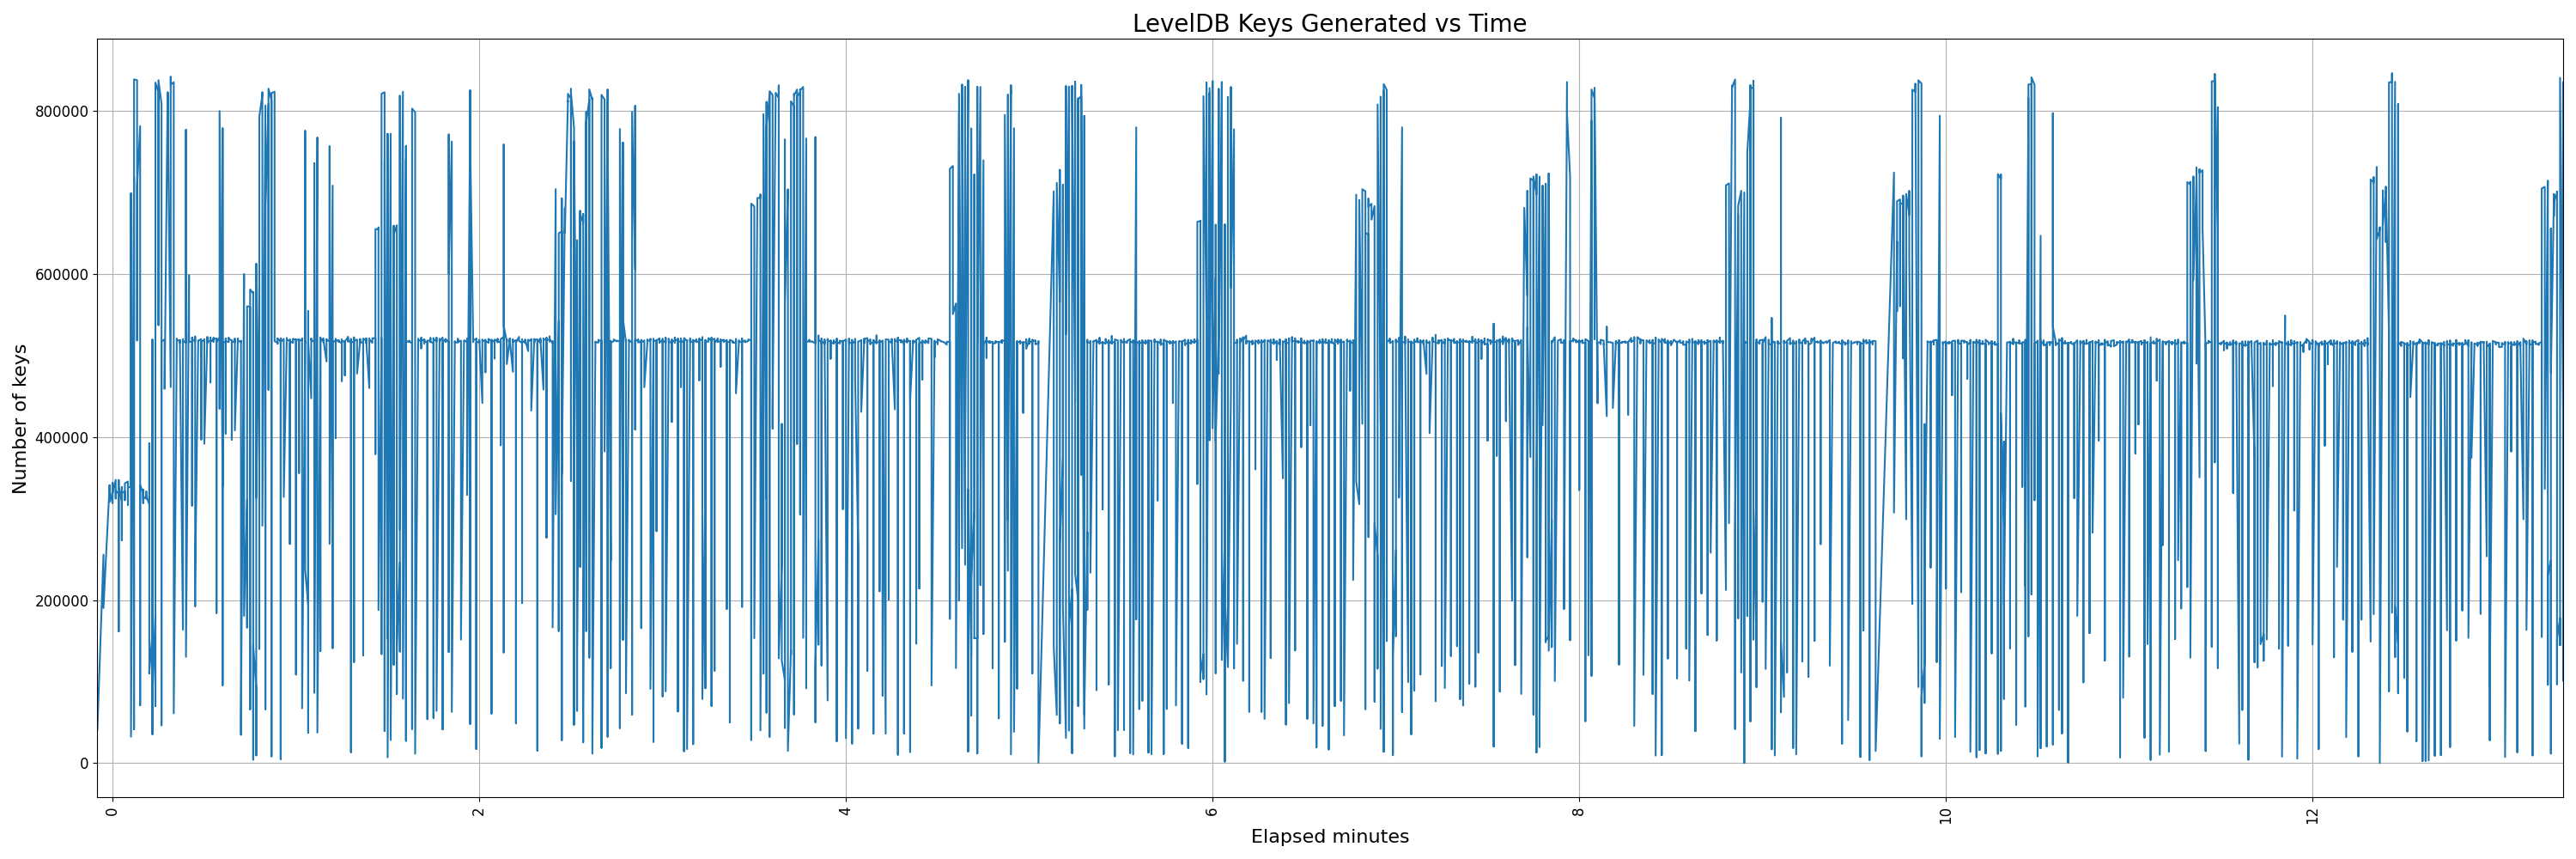 LevelDB Keys Generated vs Time
Number of keys
800000
600000
400000
200000
0
0 2 4 6 8 10 12
Elapsed minutes